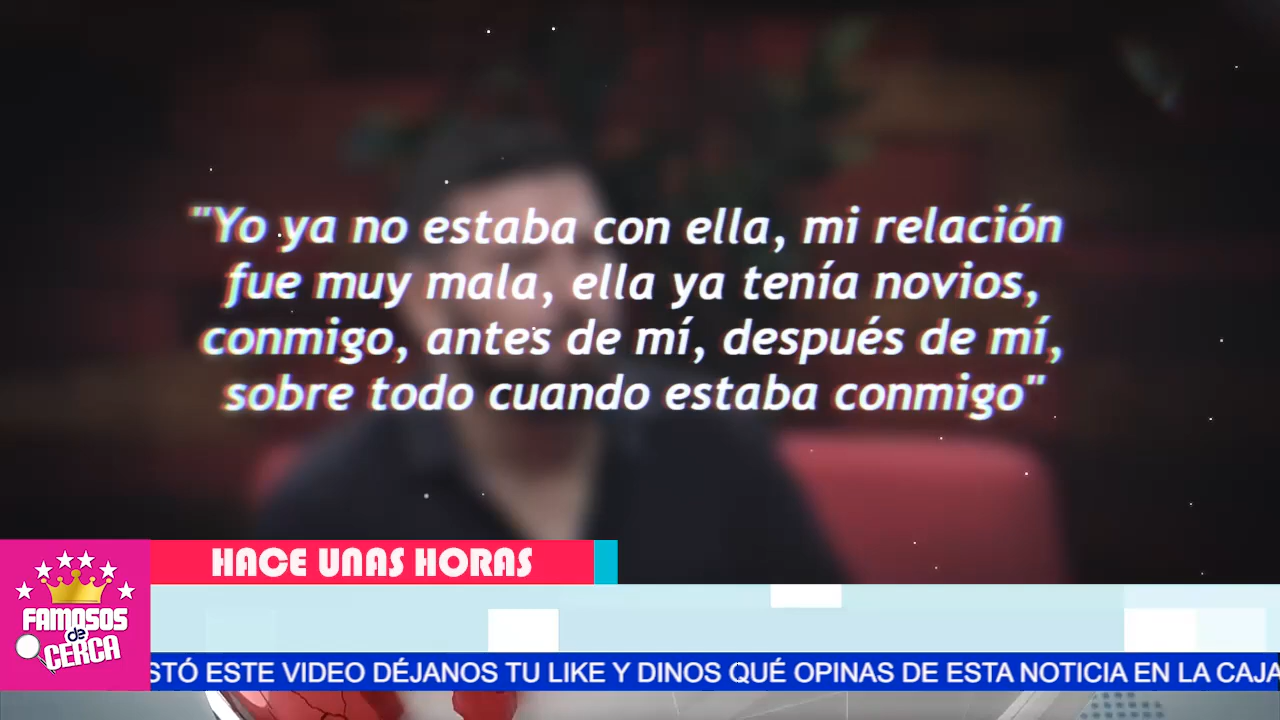 "Yo ya no estaba con ella, mi relación
fue muy mala, ella ya tenía novios,
conmigo, antes de mí, después de mí,
sobre todo cuando estaba conmigo"
HACE UNAS HORAS
FAMOSOS
de
CERCA
STÓ ESTE VIDEO DÉJANOS TU LIKE Y DINOS QUÉ OPINAS DE ESTA NOTICIA EN LA CAJA